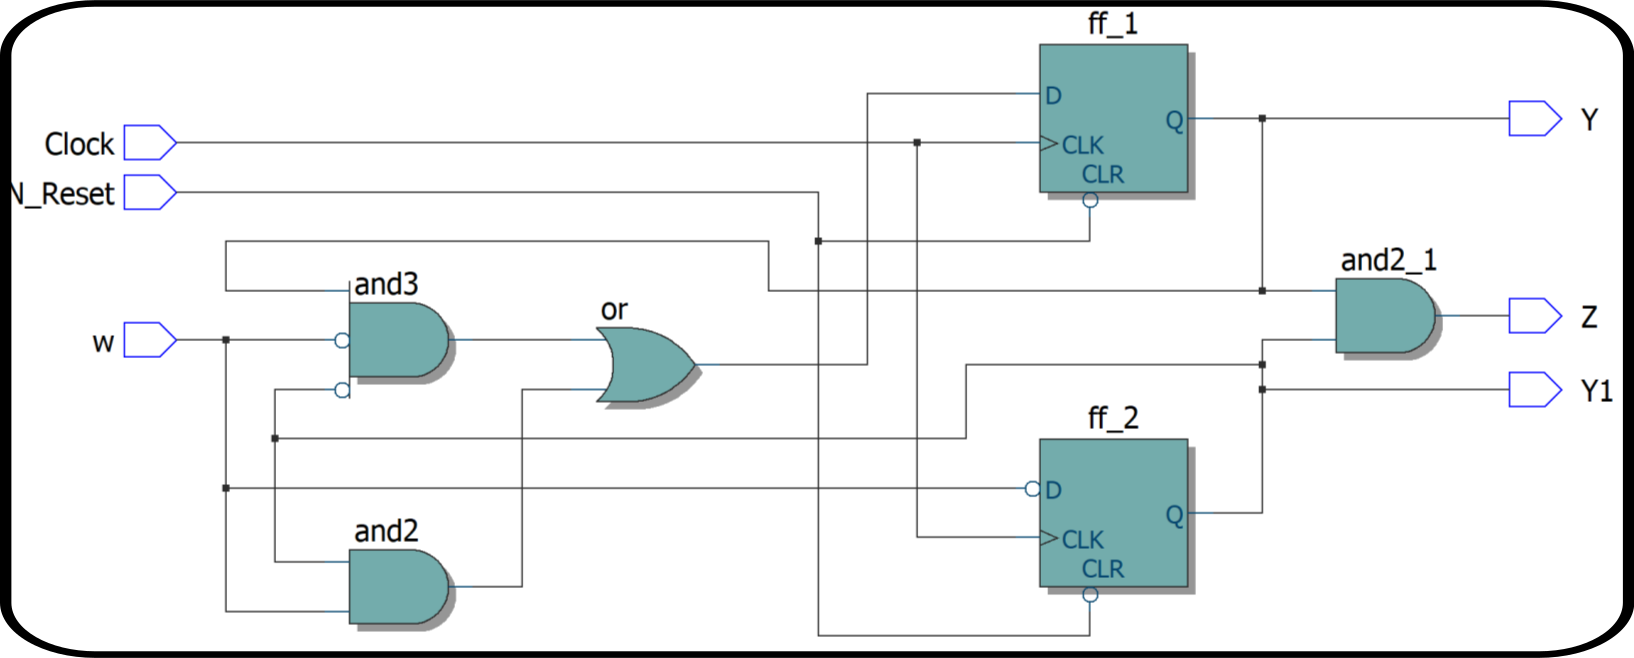 ff_1
D
Q
Y
Clock
CLK
CLR
N_Reset
and2_1
and3
or
Z
w
Y1
ff_2
D
Q
and2
CLK
CLR